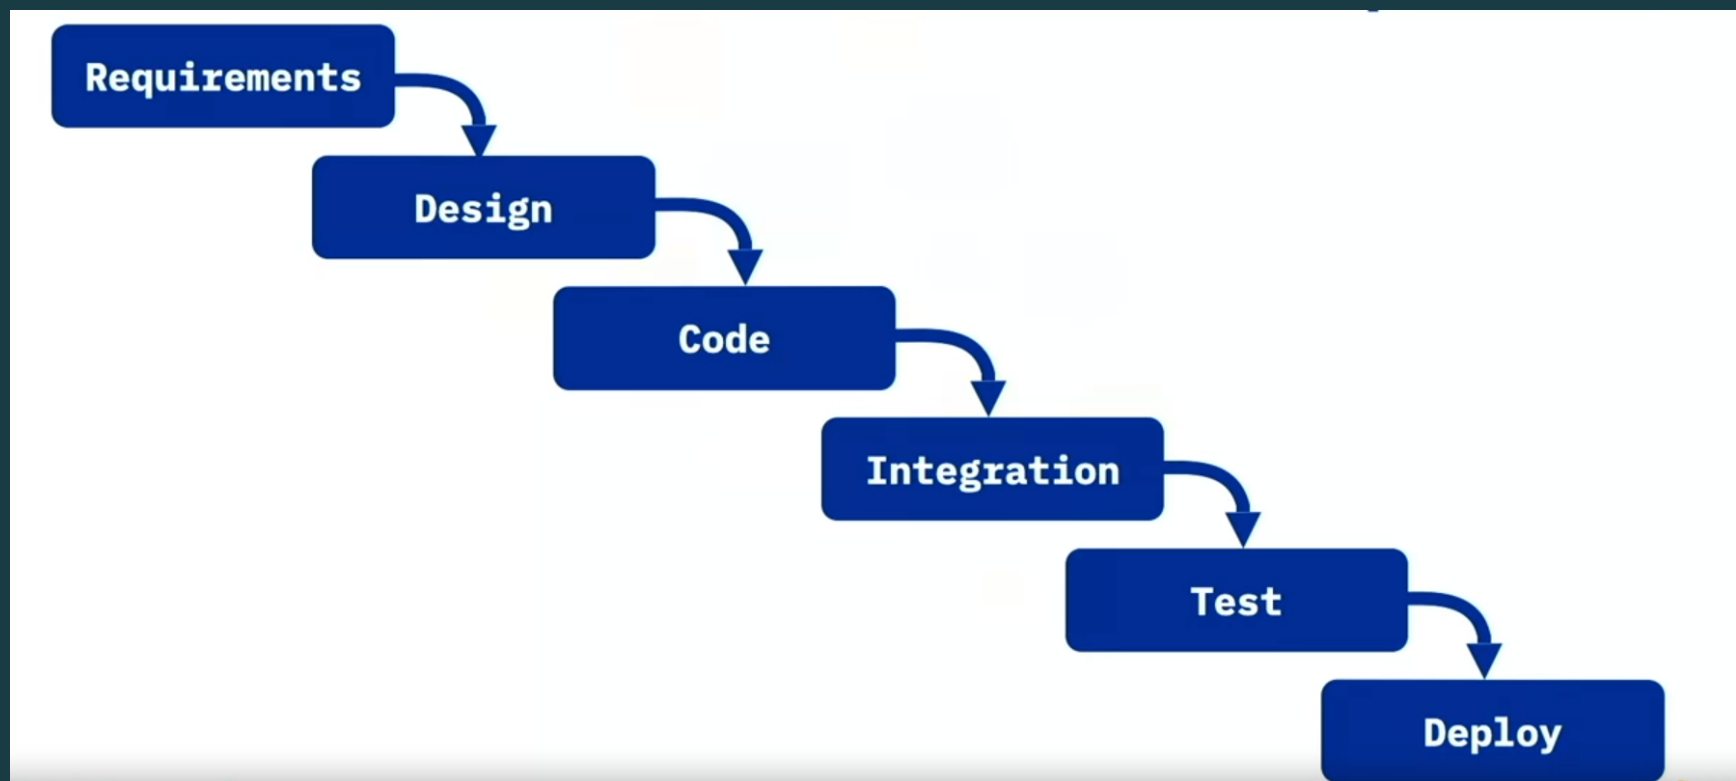 Requirements
Design
Code
Integration
Test
Deploy